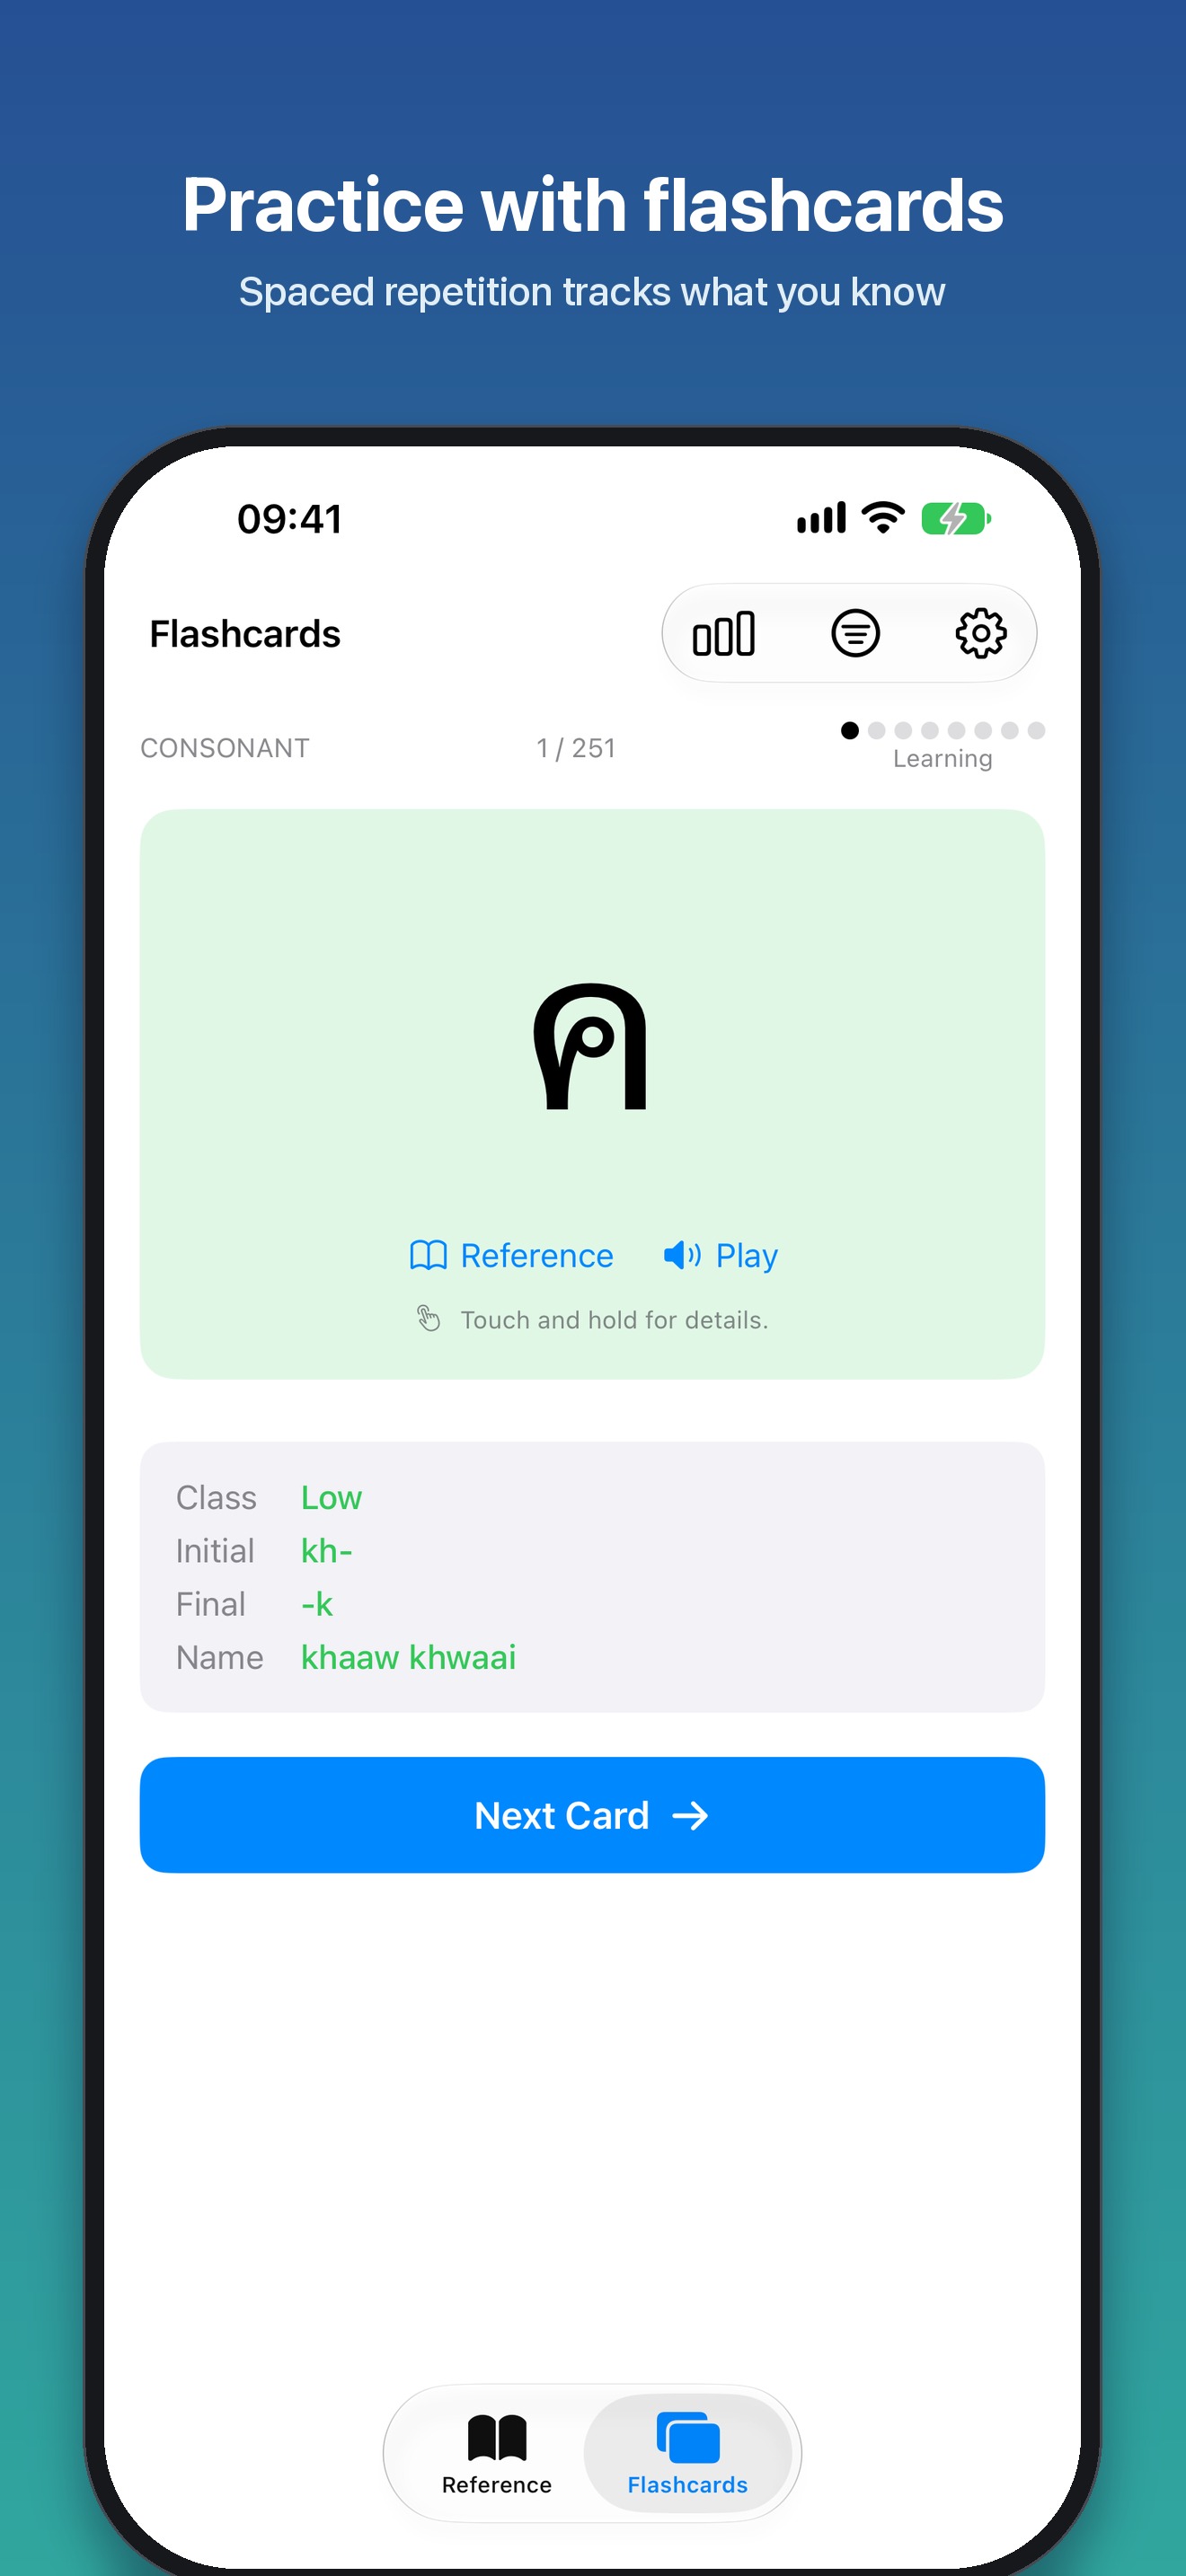 Practice with flashcards
Spaced repetition tracks what you know
09:41
Flashcards
CONSONANT
1 / 251
Learning
ค
Reference
Play
Touch and hold for details.
Class Low
Initial kh-
Final -k
Name khaaw khwaai
Next Card →
Reference
Flashcards